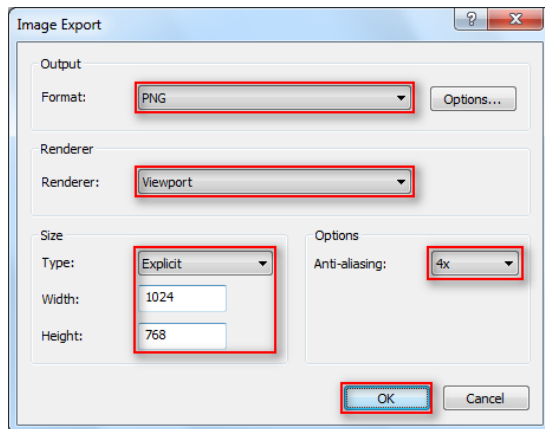 Image Export
Output
Format: PNG Options...
Renderer
Renderer: Viewport
Size
Type: Explicit
Width: 1024
Height: 768
Options
Anti-aliasing: 4x
OK Cancel